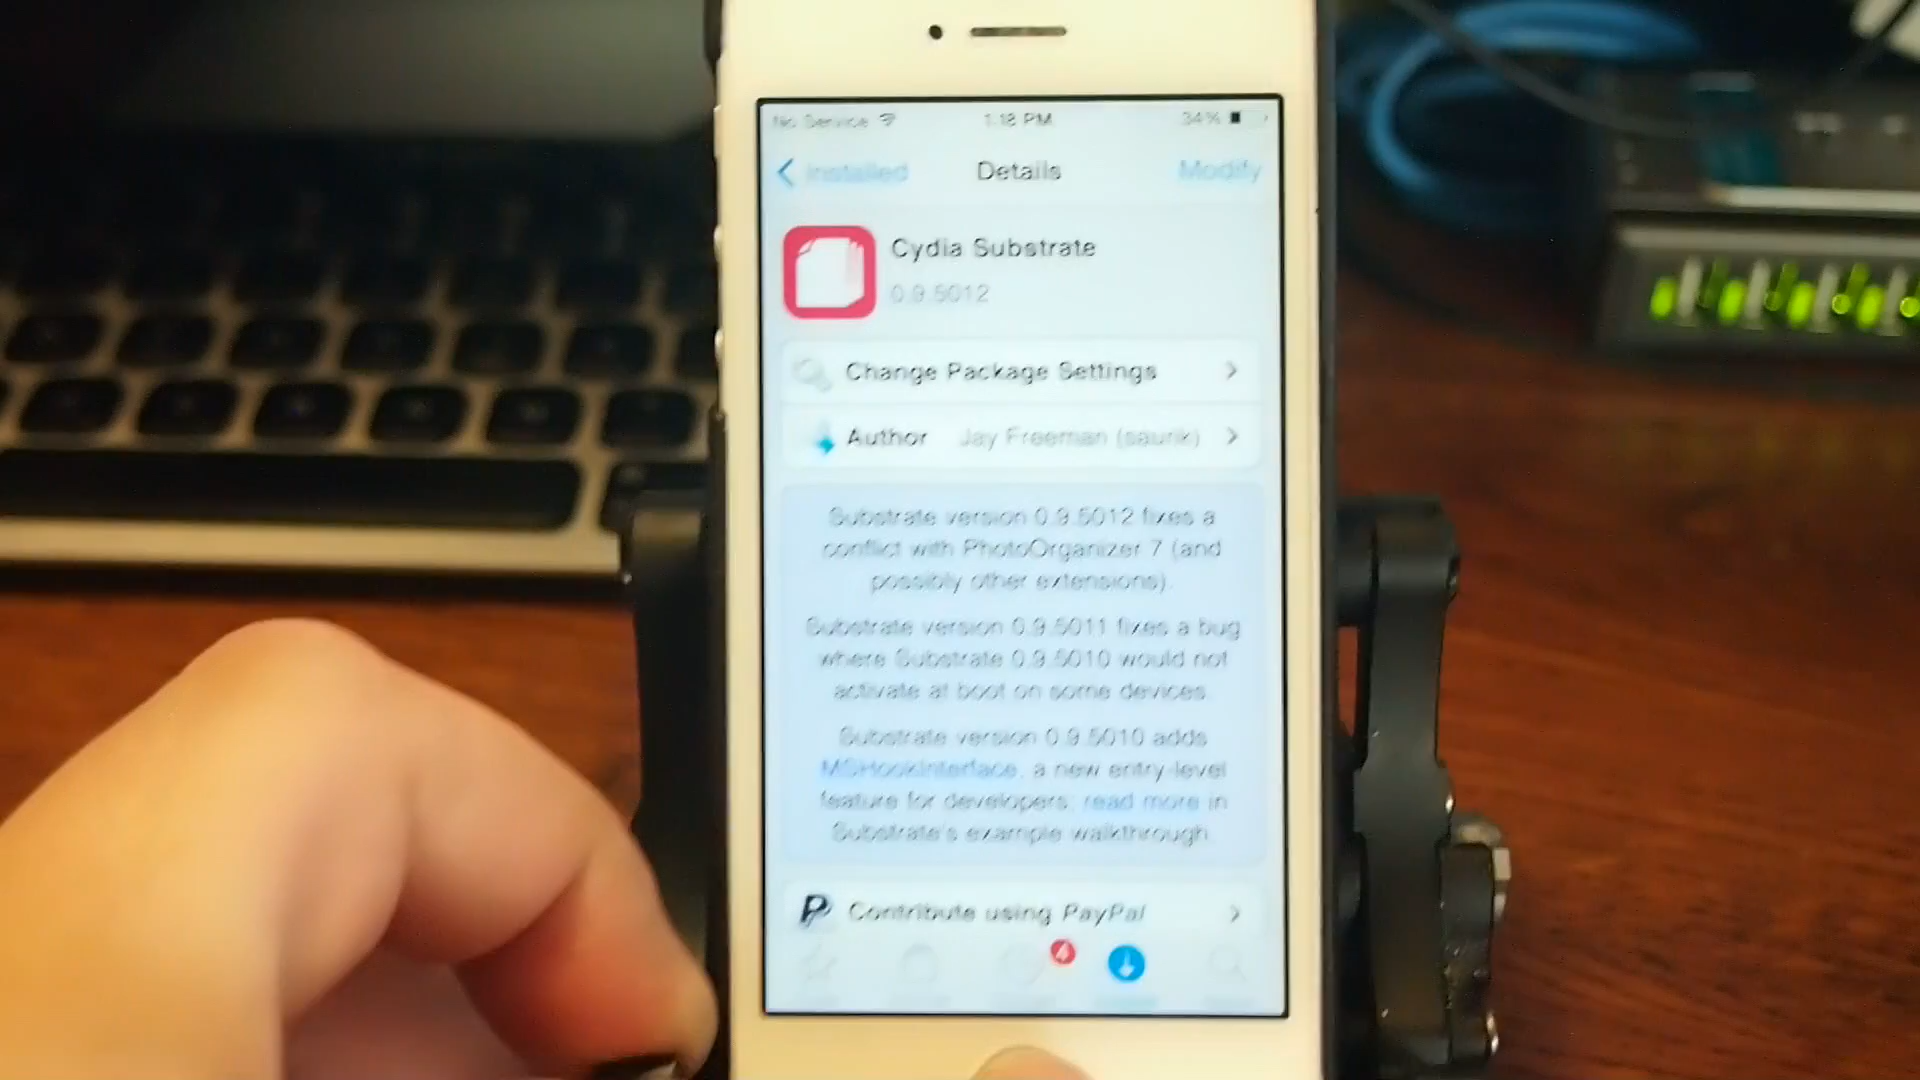 No Service 1:18 PM 34%
Installed Details Modify
Cydia Substrate
0.9.5012
Change Package Settings
Author Jay Freeman (saurik)
Substrate version 0.9.5012 fixes a
conflict with PhotoOrganizer 7 (and
possibly other extensions).
Substrate version 0.9.5011 fixes a bug
where Substrate 0.9.5010 would not
activate at boot on some devices.
Substrate version 0.9.5010 adds
MSHookInterface, a new entry-level
feature for developers; read more in
Substrate's example walkthrough.
Contribute using PayPal
4